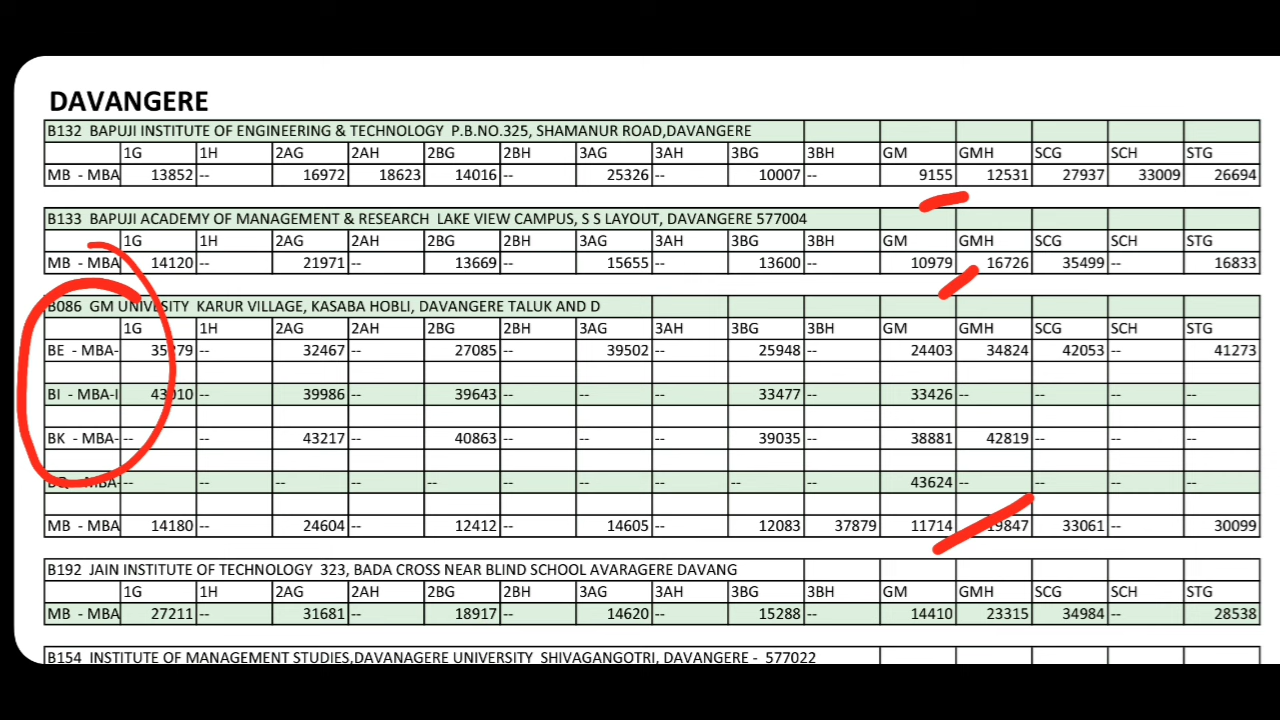 DAVANGERE
B132 BAPUJI INSTITUTE OF ENGINEERING & TECHNOLOGY P.B.NO.325, SHAMANUR ROAD,DAVANGERE
1G 1H 2AG 2AH 2BG 2BH 3AG 3AH 3BG 3BH GM GMH SCG SCH STG
MB - MBA 13852 -- 16972 18623 14016 -- 25326 -- 10007 -- 9155 12531 27937 33009 26694
B133 BAPUJI ACADEMY OF MANAGEMENT & RESEARCH LAKE VIEW CAMPUS, S S LAYOUT, DAVANGERE 577004
1G 1H 2AG 2AH 2BG 2BH 3AG 3AH 3BG 3BH GM GMH SCG SCH STG
MB - MBA 14120 -- 21971 -- 13669 -- 15655 -- 13600 -- 10979 16726 35499 -- 16833
B086 GM UNIVESITY KARUR VILLAGE, KASABA HOBLI, DAVANGERE TALUK AND D
1G 1H 2AG 2AH 2BG 2BH 3AG 3AH 3BG 3BH GM GMH SCG SCH STG
BE - MBA- -- 32467 -- 27085 -- 39502 -- 25948 -- 24403 34824 42053 -- 41273
BI - MBA-I -- 39986 -- 39643 -- -- -- 33477 -- 33426 -- -- -- --
BK - MBA- -- -- 43217 -- 40863 -- -- -- 39035 -- 38881 42819 -- -- --
MBA- -- -- -- -- -- -- -- -- -- -- 43624 -- -- -- --
MB - MBA 14180 -- 24604 -- 12412 -- 14605 -- 12083 37879 11714 19847 33061 -- 30099
B192 JAIN INSTITUTE OF TECHNOLOGY 323, BADA CROSS NEAR BLIND SCHOOL AVARAGERE DAVANG
1G 1H 2AG 2AH 2BG 2BH 3AG 3AH 3BG 3BH GM GMH SCG SCH STG
MB - MBA 27211 -- 31681 -- 18917 -- 14620 -- 15288 -- 14410 23315 34984 -- 28538
B154 INSTITUTE OF MANAGEMENT STUDIES,DAVANAGERE UNIVERSITY SHIVAGANGOTRI, DAVANGERE - 577022